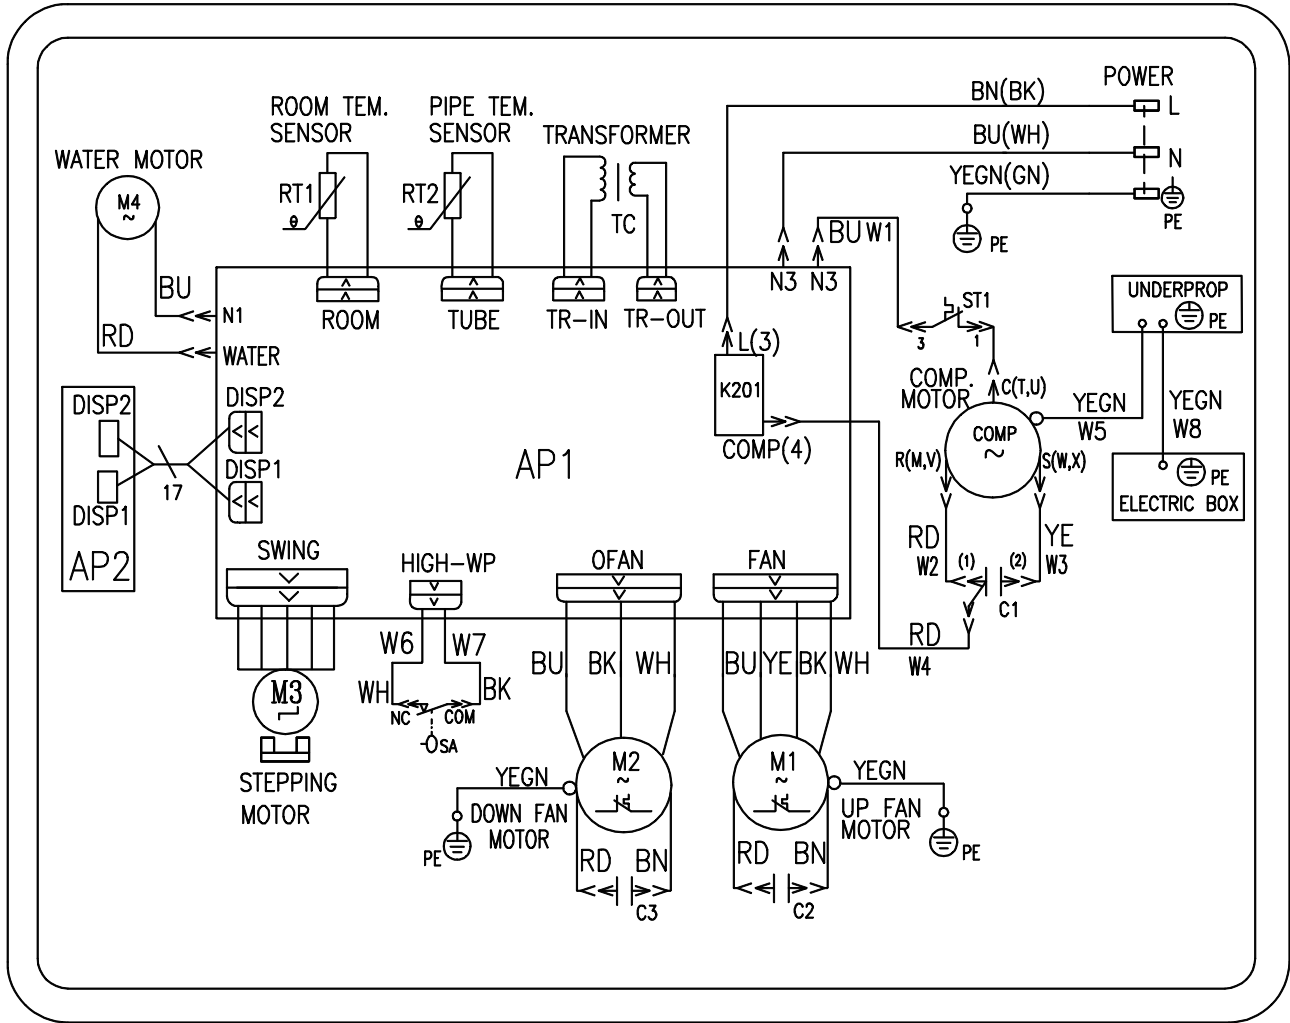 POWER
BN(BK)
L
BU(WH)
N
YEGN(GN)
PE
PE
ROOM TEM.
SENSOR
PIPE TEM.
SENSOR
TRANSFORMER
WATER MOTOR
M4
~
RT1
θ
RT2
θ
TC
BU W1
BU
RD
N1
WATER
ROOM
TUBE
TR-IN
TR-OUT
N3
N3
L(3)
K201
COMP(4)
ST1
3
1
UNDERPROP
PE
COMP.
MOTOR
C(T,U)
COMP
~
R(M,V)
S(W,X)
YEGN
W5
YEGN
W8
PE
ELECTRIC BOX
DISP2
DISP1
AP2
17
DISP2
DISP1
AP1
RD
W2
(1)
(2)
YE
W3
C1
RD
W4
SWING
HIGH-WP
OFAN
FAN
W6
W7
WH
BK
NC
COM
SA
M3
STEPPING
MOTOR
BU
BK
WH
BU
YE
BK
WH
M2
~
M1
~
YEGN
DOWN FAN
MOTOR
PE
YEGN
UP FAN
MOTOR
PE
RD
BN
C3
RD
BN
C2